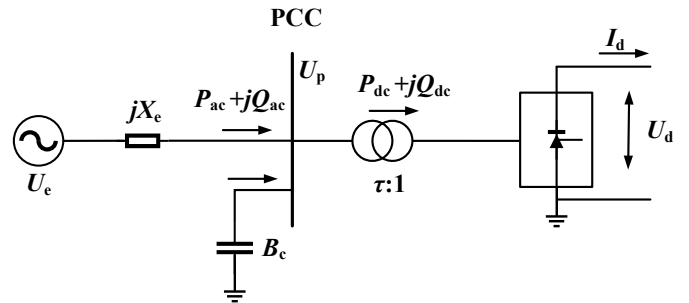 PCC
U_p
I_d
P_ac+jQ_ac
P_dc+jQ_dc
jX_e
U_d
U_e
τ:1
B_c